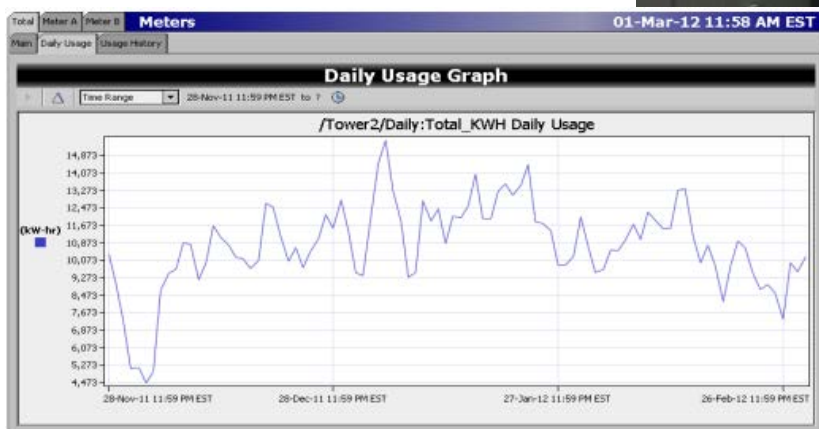 Total Meter A Meter B Meters 01-Mar-12 11:58 AM EST
Main Daily Usage Usage History
Daily Usage Graph
Time Range 28-Nov-11 11:59 PM EST to ?
/Tower2/Daily:Total_KWH Daily Usage
14,873
14,073
13,273
12,473
11,673
(kW-hr)
10,873
10,073
9,273
8,473
7,673
6,873
6,073
5,273
4,473
28-Nov-11 11:59 PM EST 28-Dec-11 11:59 PM EST 27-Jan-12 11:59 PM EST 26-Feb-12 11:59 PM EST